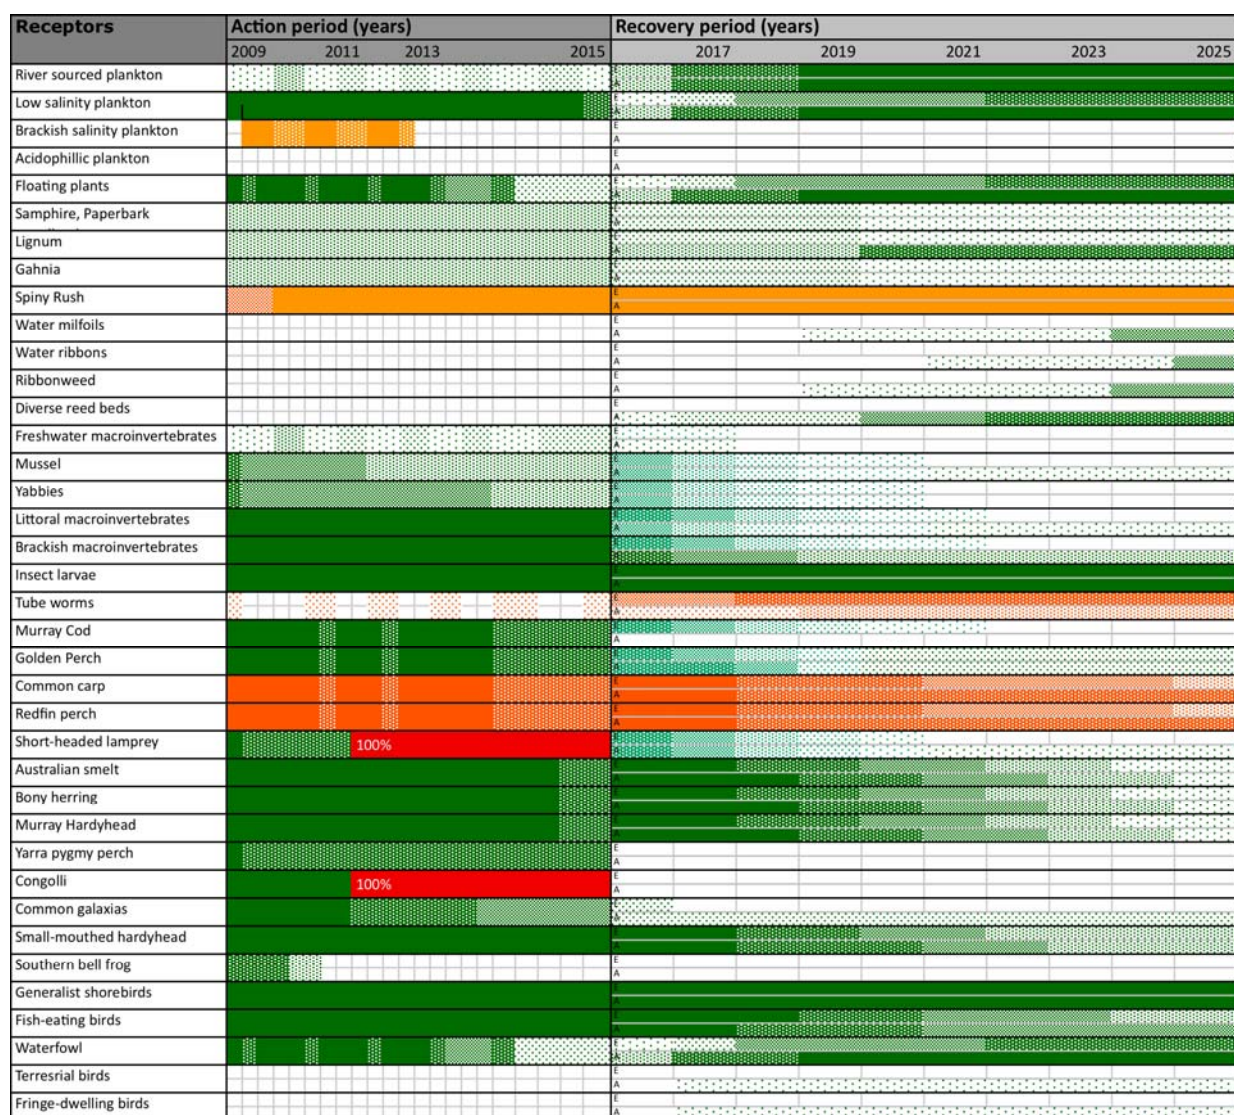 Receptors Action period (years) Recovery period (years)
2009 2011 2013 2015 2017 2019 2021 2023 2025
River sourced plankton
A
Low salinity plankton
E
A
Brackish salinity plankton
E
A
Acidophillic plankton
E
A
Floating plants
E
A
Samphire, Paperbark
A
Lignum
A
Gahnia
A
Spiny Rush
E
A
Water milfoils
E
A
Water ribbons
E
A
Ribbonweed
E
A
Diverse reed beds
E
A
Freshwater macroinvertebrates
E
A
Mussel
E
A
Yabbies
E
A
Littoral macroinvertebrates
E
A
Brackish macroinvertebrates
E
Insect larvae
E
A
Tube worms
E
A
Murray Cod
E
A
Golden Perch
E
A
Common carp
E
A
Redfin perch
E
A
Short-headed lamprey
100%
E
A
Australian smelt
E
A
Bony herring
E
A
Murray Hardyhead
E
A
Yarra pygmy perch
E
A
Congolli
100%
E
A
Common galaxias
E
A
Small-mouthed hardyhead
E
A
Southern bell frog
E
A
Generalist shorebirds
E
A
Fish-eating birds
E
A
Waterfowl
E
A
Terresrial birds
E
A
Fringe-dwelling birds
E
A